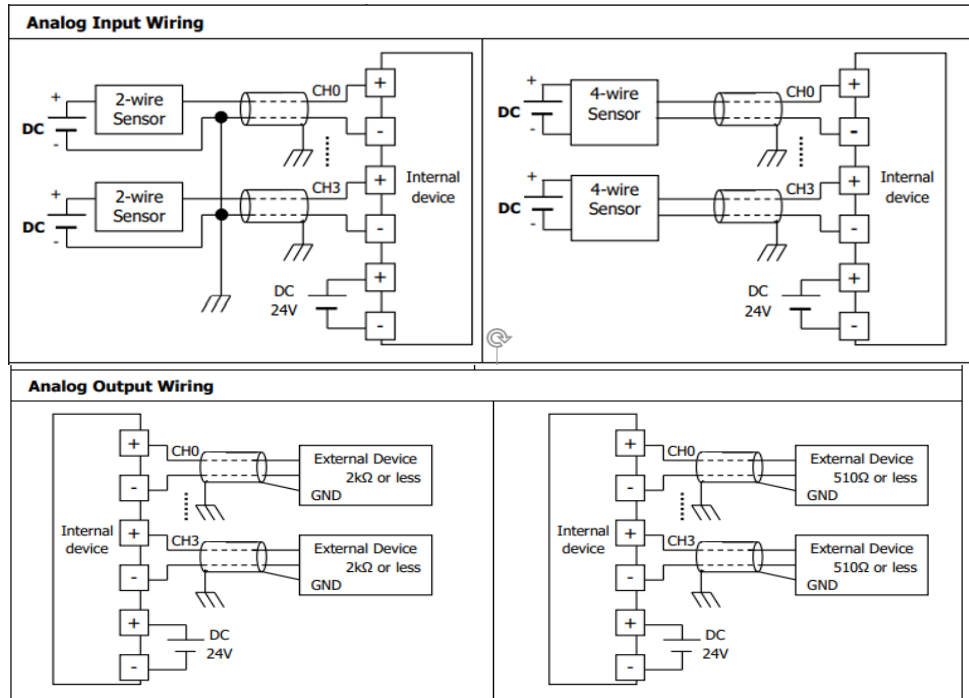 Analog Input Wiring
+
DC
-
2-wire
Sensor
CH0
+
-
+
DC
-
2-wire
Sensor
CH3
+
-
Internal
device
DC
24V
+
-
+
DC
-
4-wire
Sensor
CH0
+
-
+
DC
-
4-wire
Sensor
CH3
+
-
Internal
device
DC
24V
+
-
Analog Output Wiring
Internal
device
+
CH0
-
External Device
2kΩ or less
GND
+
CH3
-
External Device
2kΩ or less
GND
+
-
DC
24V
Internal
device
+
CH0
-
External Device
510Ω or less
GND
+
CH3
-
External Device
510Ω or less
GND
+
-
DC
24V